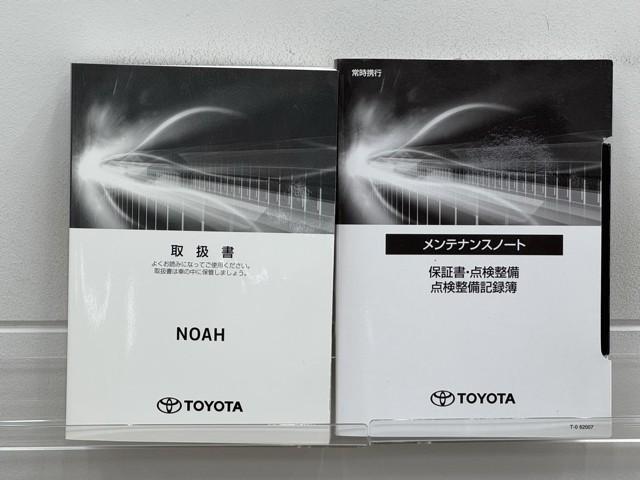 取扱書
よくお読みになってご使用ください。
取扱書は車の中に保管しましょう。
NOAH
TOYOTA
常時携行
メンテナンスノート
保証書・点検整備
点検整備記録簿
TOYOTA
T-0 62007